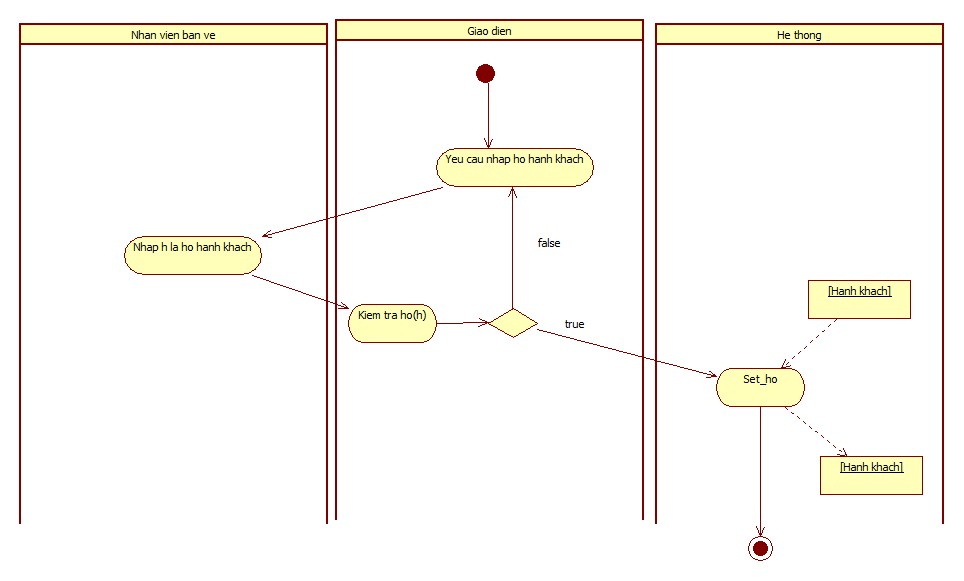 Nhan vien ban ve
Giao dien
He thong
Yeu cau nhap ho hanh khach
Nhap h la ho hanh khach
false
[Hanh khach]
Kiem tra ho(h)
true
Set_ho
[Hanh khach]